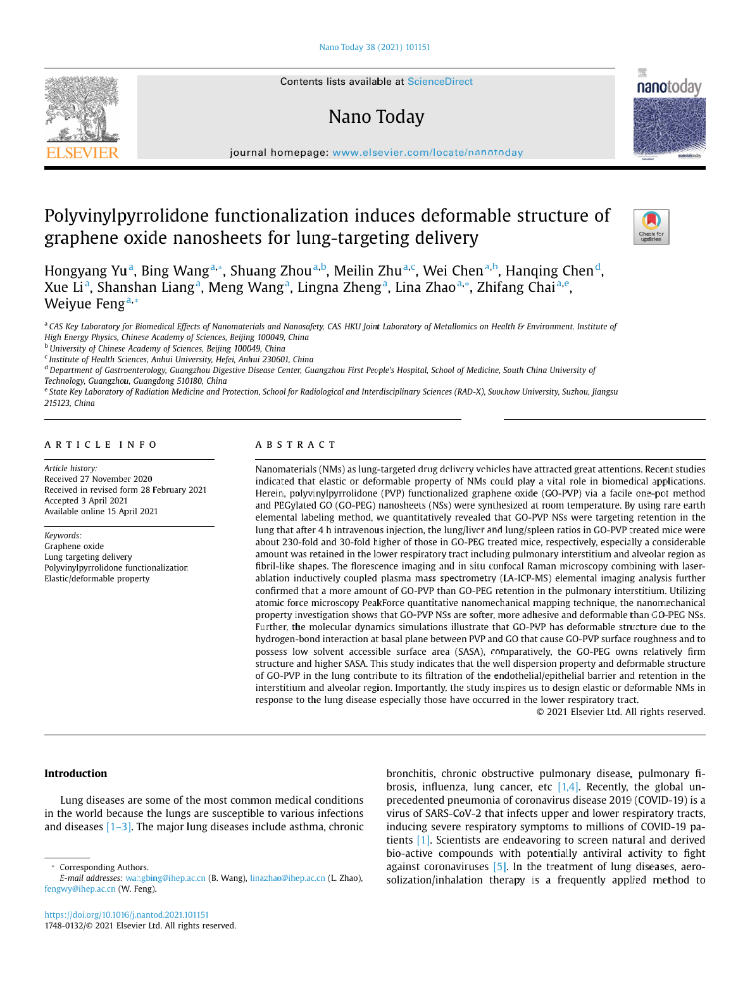 Nano Today 38 (2021) 101151
Contents lists available at ScienceDirect
Nano Today
journal homepage: www.elsevier.com/locate/nanotoday
ELSEVIER
nanotoday
materialstoday
Polyvinylpyrrolidone functionalization induces deformable structure of
graphene oxide nanosheets for lung-targeting delivery
Check for
updates
Hongyang Yu a, Bing Wang a,*, Shuang Zhou a,b, Meilin Zhu a,c, Wei Chen a,b, Hanqing Chen d,
Xue Li a, Shanshan Liang a, Meng Wang a, Lingna Zheng a, Lina Zhao a,*, Zhifang Chai a,e,
Weiyue Feng a,*
a CAS Key Laboratory for Biomedical Effects of Nanomaterials and Nanosafety, CAS HKU Joint Laboratory of Metallomics on Health & Environment, Institute of
High Energy Physics, Chinese Academy of Sciences, Beijing 100049, China
b University of Chinese Academy of Sciences, Beijing 100049, China
c Institute of Health Sciences, Anhui University, Hefei, Anhui 230601, China
d Department of Gastroenterology, Guangzhou Digestive Disease Center, Guangzhou First People's Hospital, School of Medicine, South China University of
Technology, Guangzhou, Guangdong 510180, China
e State Key Laboratory of Radiation Medicine and Protection, School for Radiological and Interdisciplinary Sciences (RAD-X), Soochow University, Suzhou, Jiangsu
215123, China
ARTICLE INFO
Article history:
Received 27 November 2020
Received in revised form 28 February 2021
Accepted 3 April 2021
Available online 15 April 2021
Keywords:
Graphene oxide
Lung targeting delivery
Polyvinylpyrrolidone functionalization
Elastic/deformable property
ABSTRACT
Nanomaterials (NMs) as lung-targeted drug delivery vehicles have attracted great attentions. Recent studies
indicated that elastic or deformable property of NMs could play a vital role in biomedical applications.
Herein, polyvinylpyrrolidone (PVP) functionalized graphene oxide (GO-PVP) via a facile one-pot method
and PEGylated GO (GO-PEG) nanosheets (NSs) were synthesized at room temperature. By using rare earth
elemental labeling method, we quantitatively revealed that GO-PVP NSs were targeting retention in the
lung that after 4 h intravenous injection, the lung/liver and lung/spleen ratios in GO-PVP treated mice were
about 230-fold and 30-fold higher of those in GO-PEG treated mice, respectively, especially a considerable
amount was retained in the lower respiratory tract including pulmonary interstitium and alveolar region as
fibril-like shapes. The florescence imaging and in situ confocal Raman microscopy combining with laser-
ablation inductively coupled plasma mass spectrometry (LA-ICP-MS) elemental imaging analysis further
confirmed that a more amount of GO-PVP than GO-PEG retention in the pulmonary interstitium. Utilizing
atomic force microscopy PeakForce quantitative nanomechanical mapping technique, the nanomechanical
property investigation shows that GO-PVP NSs are softer, more adhesive and deformable than GO-PEG NSs.
Further, the molecular dynamics simulations illustrate that GO-PVP has deformable structure due to the
hydrogen-bond interaction at basal plane between PVP and GO that cause GO-PVP surface roughness and to
possess low solvent accessible surface area (SASA), comparatively, the GO-PEG owns relatively firm
structure and higher SASA. This study indicates that the well dispersion property and deformable structure
of GO-PVP in the lung contribute to its filtration of the endothelial/epithelial barrier and retention in the
interstitium and alveolar region. Importantly, the study inspires us to design elastic or deformable NMs in
response to the lung disease especially those have occurred in the lower respiratory tract.
© 2021 Elsevier Ltd. All rights reserved.
Introduction
Lung diseases are some of the most common medical conditions
in the world because the lungs are susceptible to various infections
and diseases [1–3]. The major lung diseases include asthma, chronic
bronchitis, chronic obstructive pulmonary disease, pulmonary fi-
brosis, influenza, lung cancer, etc [1,4]. Recently, the global un-
precedented pneumonia of coronavirus disease 2019 (COVID-19) is a
virus of SARS-CoV-2 that infects upper and lower respiratory tracts,
inducing severe respiratory symptoms to millions of COVID-19 pa-
tients [1]. Scientists are endeavoring to screen natural and derived
bio-active compounds with potentially antiviral activity to fight
against coronaviruses [5]. In the treatment of lung diseases, aero-
solization/inhalation therapy is a frequently applied method to
* Corresponding Authors.
E-mail addresses: wangbing@ihep.ac.cn (B. Wang), linazhao@ihep.ac.cn (L. Zhao),
fengwy@ihep.ac.cn (W. Feng).
https://doi.org/10.1016/j.nantod.2021.101151
1748-0132/© 2021 Elsevier Ltd. All rights reserved.